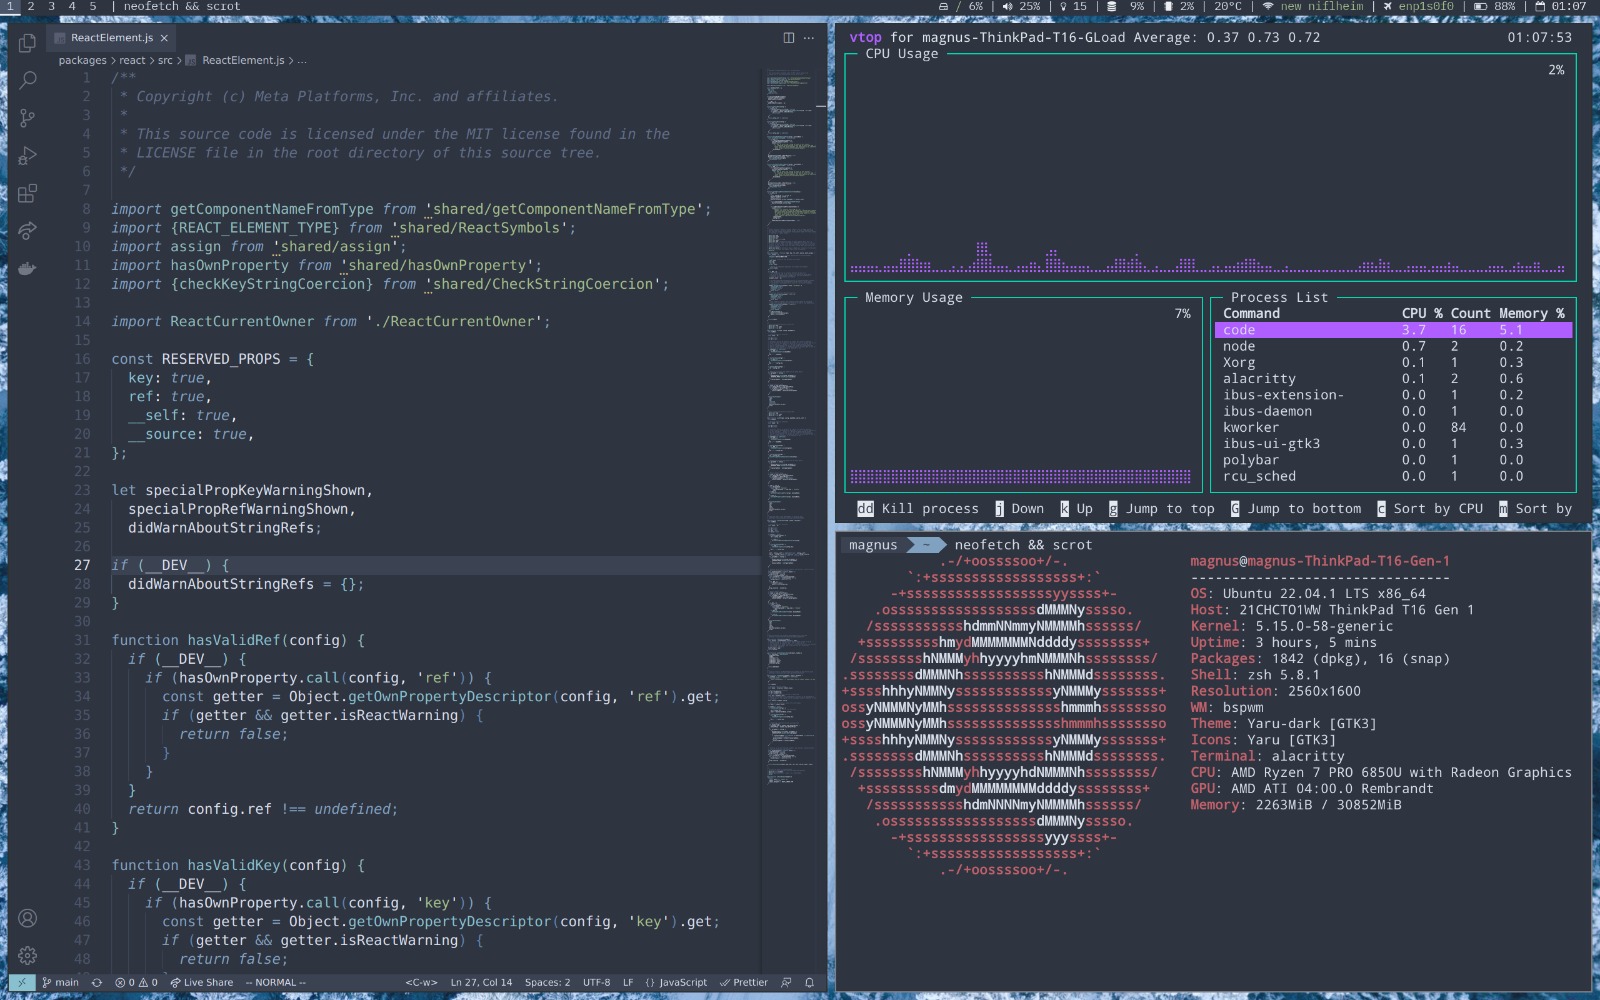 1 2 3 4 5 | neofetch && scrot
/ 6% | 25% | 15 | 9% | 2% | 20°C | new niflheim | enp1s0f0 | 88% | 01:07
ReactElement.js ×
packages > react > src > ReactElement.js > ...
1 /**
2  * Copyright (c) Meta Platforms, Inc. and affiliates.
3  *
4  * This source code is licensed under the MIT license found in the
5  * LICENSE file in the root directory of this source tree.
6  */
7
8 import getComponentNameFromType from 'shared/getComponentNameFromType';
9 import {REACT_ELEMENT_TYPE} from 'shared/ReactSymbols';
10 import assign from 'shared/assign';
11 import hasOwnProperty from 'shared/hasOwnProperty';
12 import {checkKeyStringCoercion} from 'shared/CheckStringCoercion';
13
14 import ReactCurrentOwner from './ReactCurrentOwner';
15
16 const RESERVED_PROPS = {
17   key: true,
18   ref: true,
19   __self: true,
20   __source: true,
21 };
22
23 let specialPropKeyWarningShown,
24   specialPropRefWarningShown,
25   didWarnAboutStringRefs;
26
27 if (__DEV__) {
28   didWarnAboutStringRefs = {};
29 }
30
31 function hasValidRef(config) {
32   if (__DEV__) {
33     if (hasOwnProperty.call(config, 'ref')) {
34       const getter = Object.getOwnPropertyDescriptor(config, 'ref').get;
35       if (getter && getter.isReactWarning) {
36         return false;
37       }
38     }
39   }
40   return config.ref !== undefined;
41 }
42
43 function hasValidKey(config) {
44   if (__DEV__) {
45     if (hasOwnProperty.call(config, 'key')) {
46       const getter = Object.getOwnPropertyDescriptor(config, 'key').get;
47       if (getter && getter.isReactWarning) {
48         return false;
main 0 0 Live Share -- NORMAL -- <C-w> Ln 27, Col 14 Spaces: 2 UTF-8 LF {} JavaScript Prettier
vtop for magnus-ThinkPad-T16-GLoad Average: 0.37 0.73 0.72 01:07:53
CPU Usage
2%
Memory Usage
7%
Process List
Command CPU % Count Memory %
code 3.7 16 5.1
node 0.7 2 0.2
Xorg 0.1 1 0.3
alacritty 0.1 2 0.6
ibus-extension- 0.0 1 0.2
ibus-daemon 0.0 1 0.0
kworker 0.0 84 0.0
ibus-ui-gtk3 0.0 1 0.3
polybar 0.0 1 0.0
rcu_sched 0.0 1 0.0
dd Kill process j Down k Up g Jump to top G Jump to bottom c Sort by CPU m Sort by
magnus ~ neofetch && scrot
magnus@magnus-ThinkPad-T16-Gen-1
--------------------------------
OS: Ubuntu 22.04.1 LTS x86_64
Host: 21CHCTO1WW ThinkPad T16 Gen 1
Kernel: 5.15.0-58-generic
Uptime: 3 hours, 5 mins
Packages: 1842 (dpkg), 16 (snap)
Shell: zsh 5.8.1
Resolution: 2560x1600
WM: bspwm
Theme: Yaru-dark [GTK3]
Icons: Yaru [GTK3]
Terminal: alacritty
CPU: AMD Ryzen 7 PRO 6850U with Radeon Graphics
GPU: AMD ATI 04:00.0 Rembrandt
Memory: 2263MiB / 30852MiB